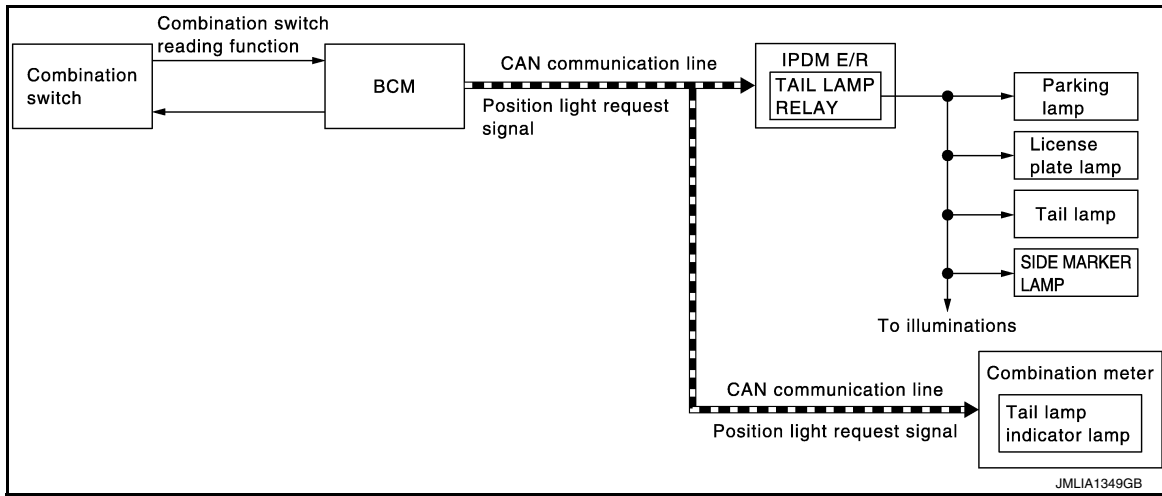 Combination switch
reading function
Combination
switch
BCM
CAN communication line
Position light request
signal
IPDM E/R
TAIL LAMP
RELAY
Parking
lamp
License
plate lamp
Tail lamp
SIDE MARKER
LAMP
To illuminations
CAN communication line
Position light request signal
Combination meter
Tail lamp
indicator lamp
JMLIA1349GB